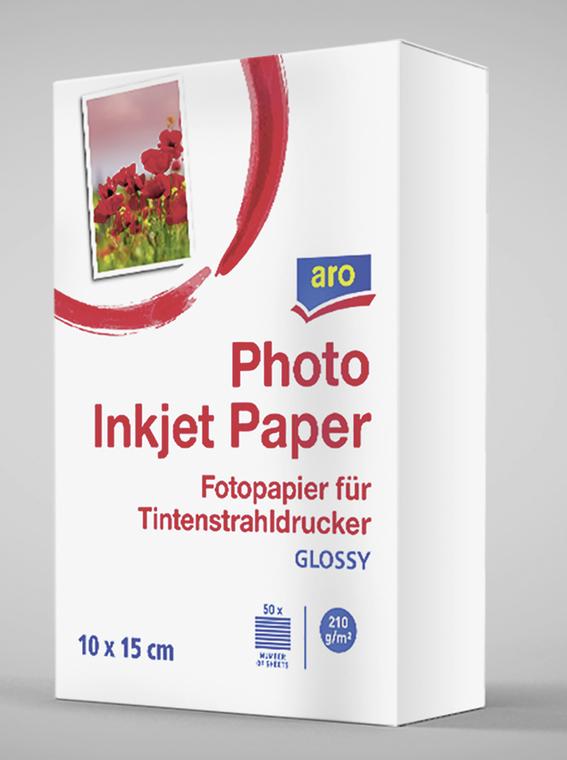 aro
Photo
Inkjet Paper
Fotopapier für
Tintenstrahldrucker
GLOSSY
10 x 15 cm
50 x
NUMBER
OF SHEETS
210
g/m²